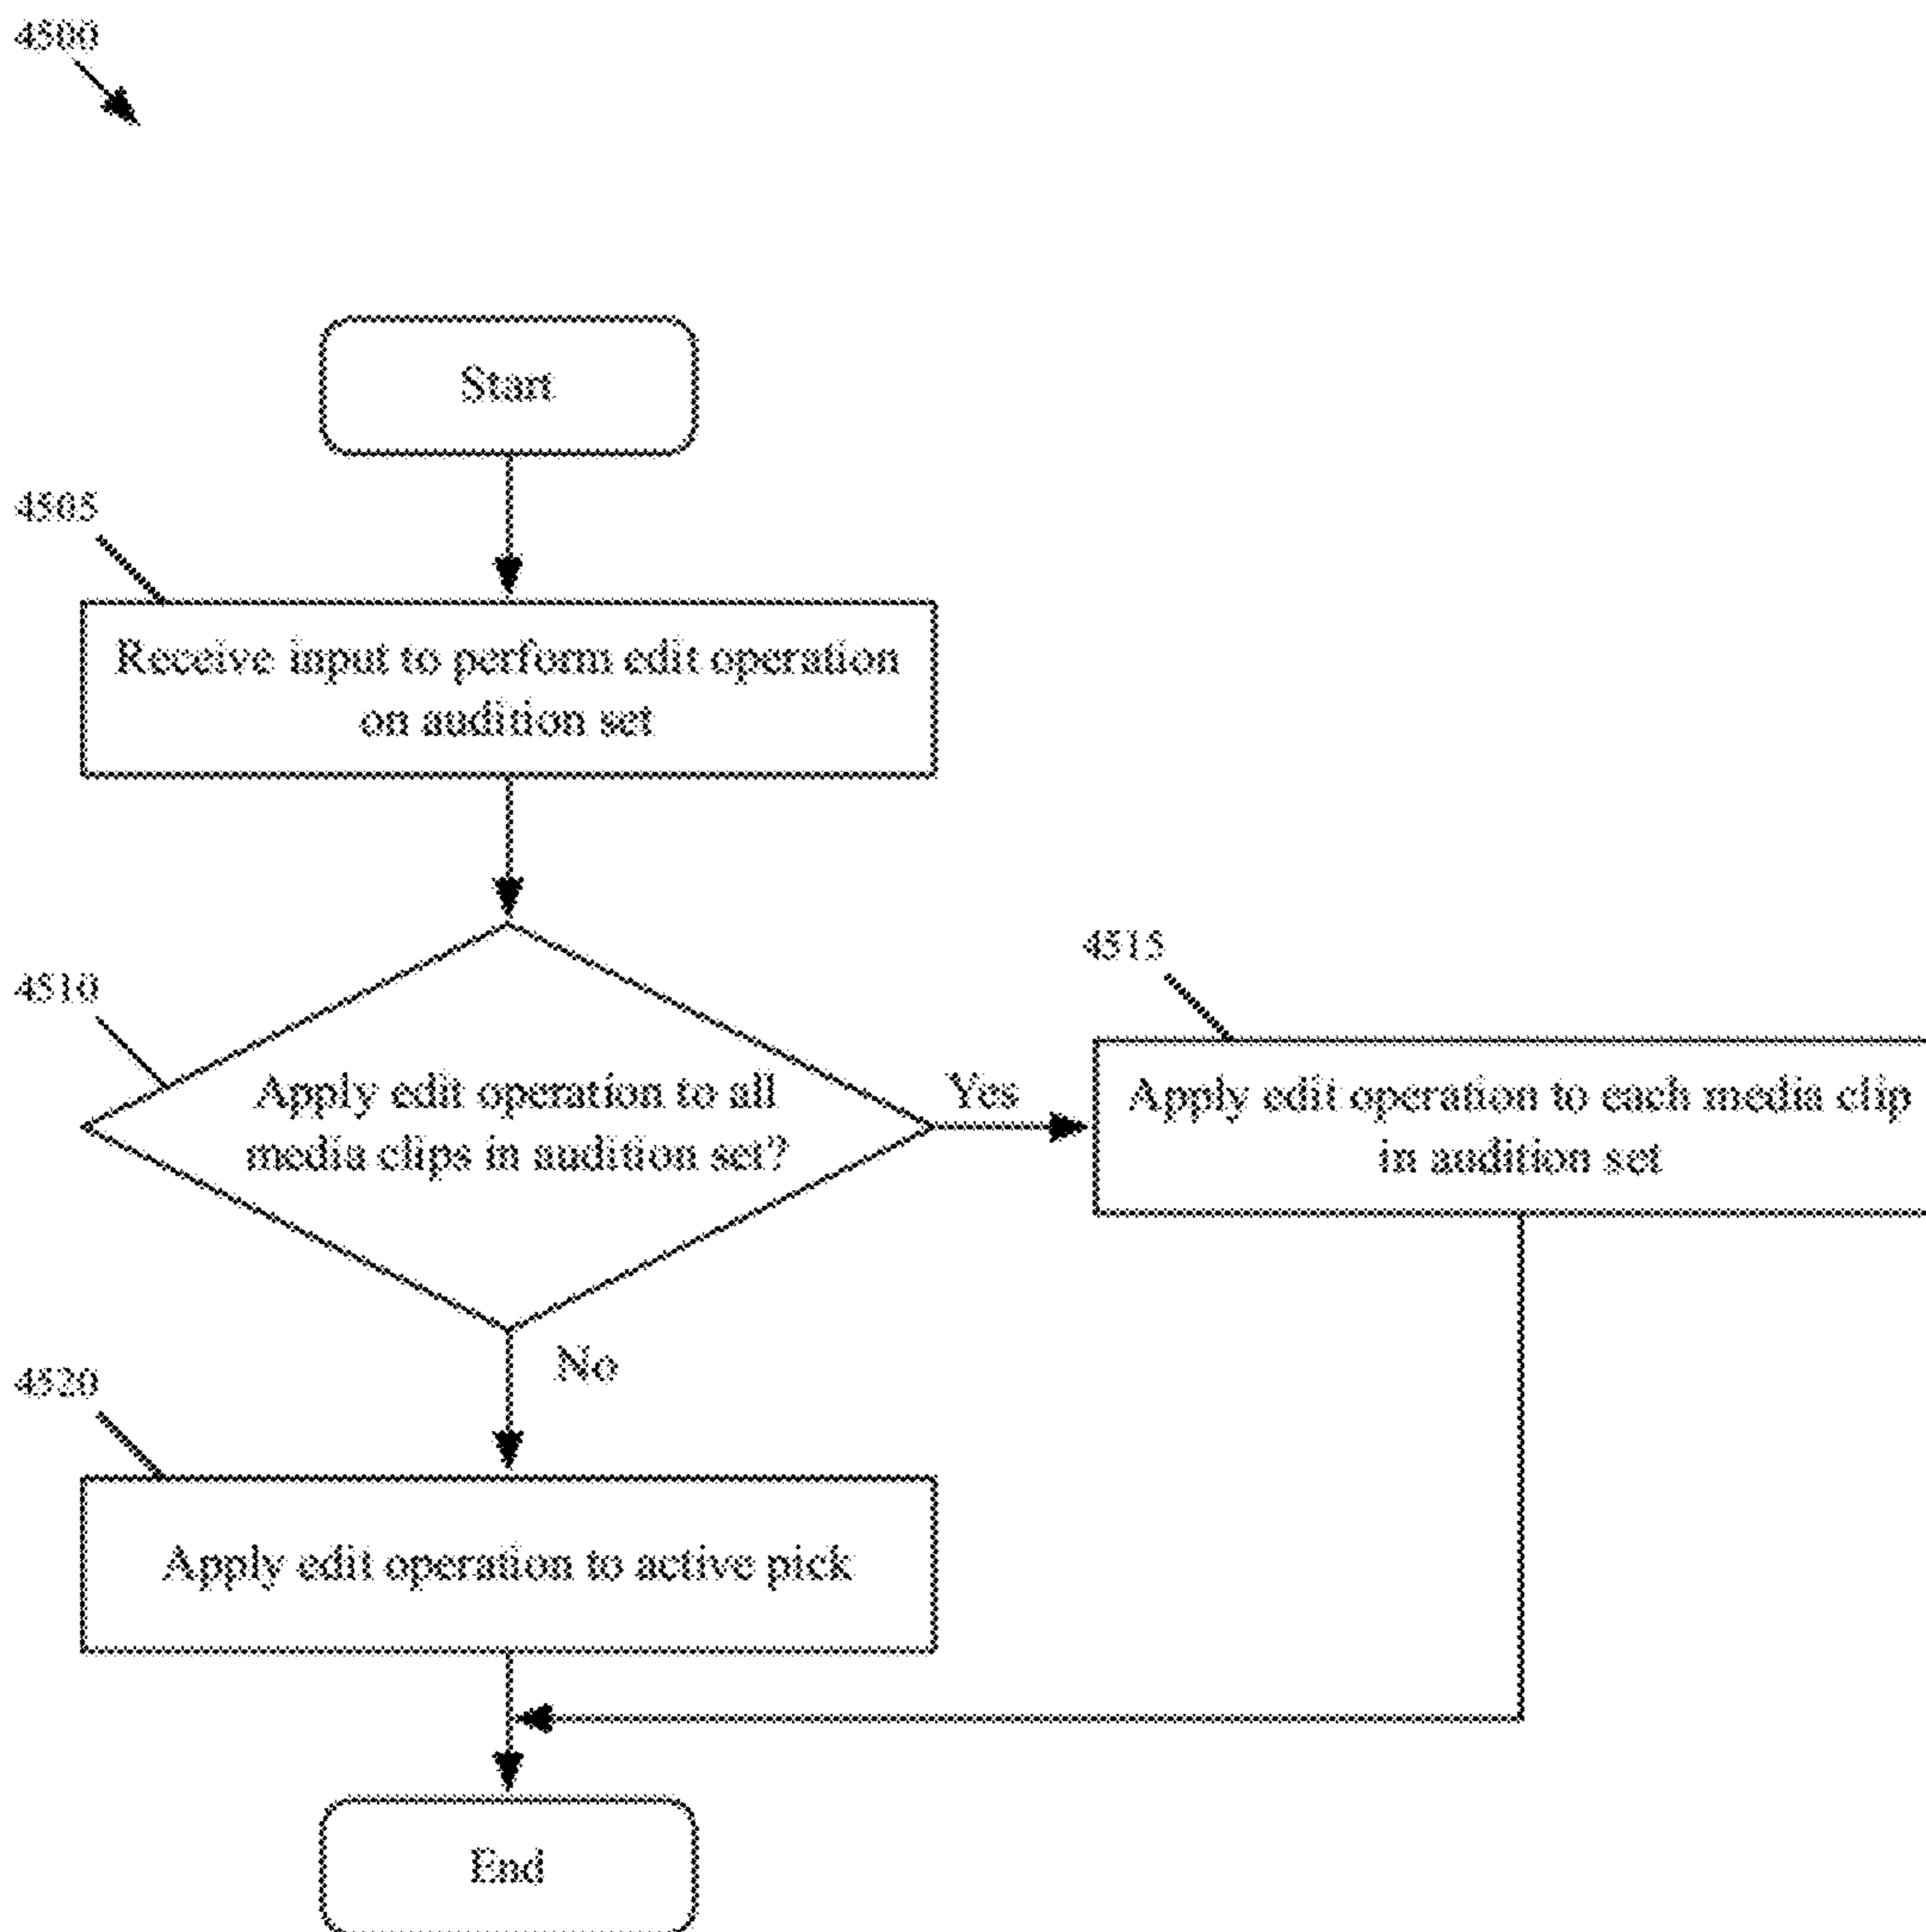 4500
Start
4505
Receive input to perform edit operation
on audition set
4510
Apply edit operation to all
media clips in audition set?
Yes
4515
Apply edit operation to each media clip
in audition set
No
4520
Apply edit operation to active pick
End